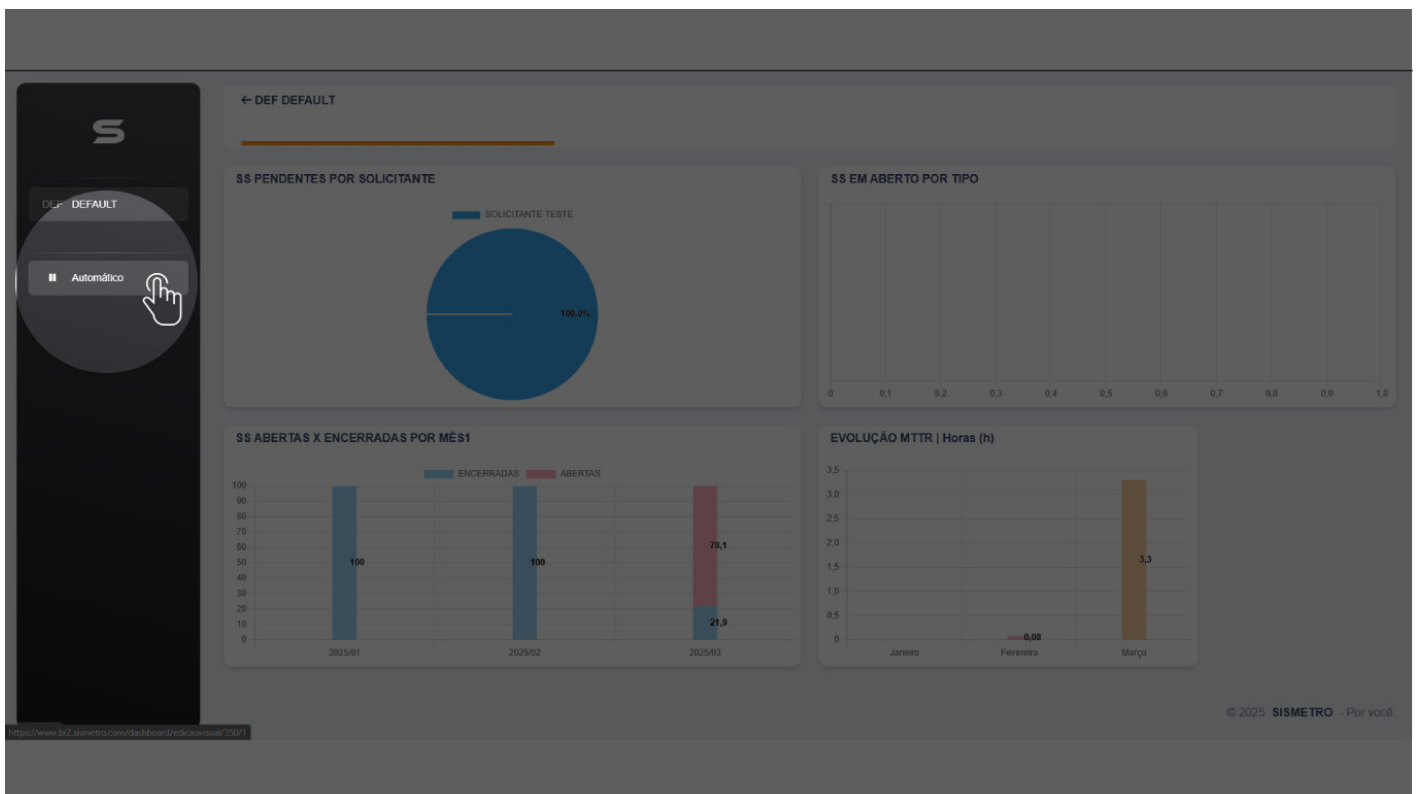 S
← DEF DEFAULT
DEF DEFAULT
Automático
SS PENDENTES POR SOLICITANTE
SOLICITANTE TESTE
100.0%
SS EM ABERTO POR TIPO
0 0,1 0,2 0,3 0,4 0,5 0,6 0,7 0,8 0,9 1,0
SS ABERTAS X ENCERRADAS POR MÊS1
ENCERRADAS ABERTAS
100
90
80
70
60
50
40
30
20
10
0
100 100 78,1
21,9
2025/01 2025/02 2025/03
EVOLUÇÃO MTTR | Horas (h)
3,5
3,0
2,5
2,0
1,5
1,0
0,5
0
0,08 3,3
Janeiro Fevereiro Março
© 2025 SISMETRO - Por você.
https://www.br2.sismetro.com/dashboard/edicaovisual/350/1